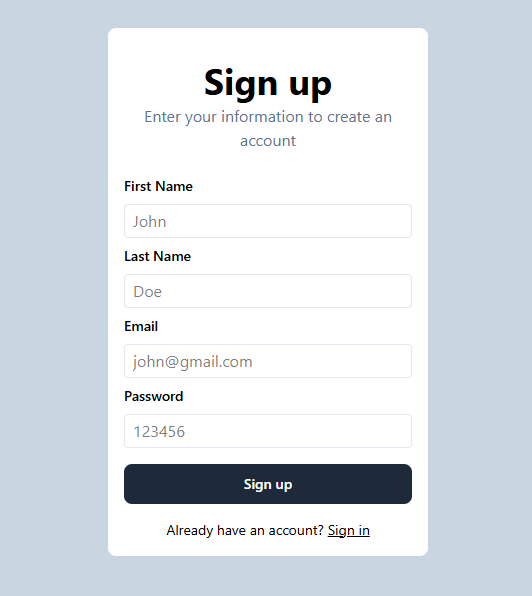 Sign up
Enter your information to create an
account
First Name
John
Last Name
Doe
Email
john@gmail.com
Password
123456
Sign up
Already have an account? Sign in